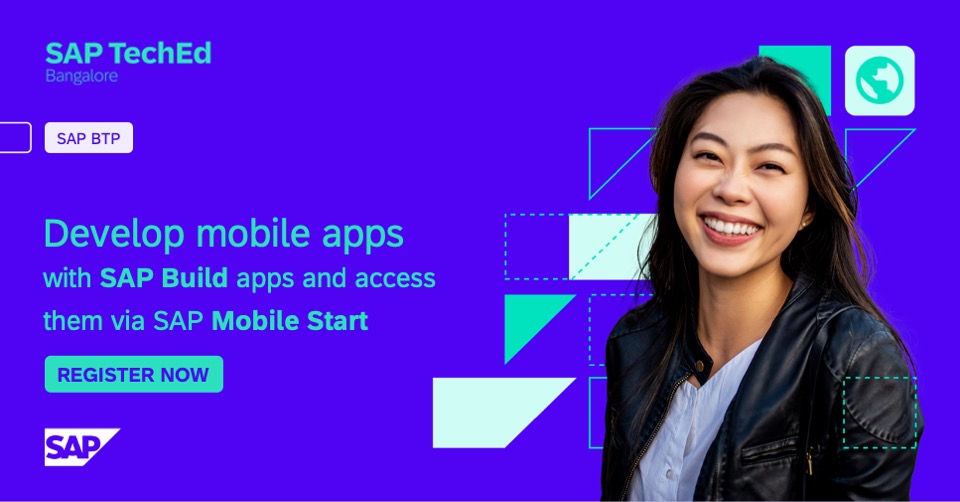 SAP TechEd
Bangalore
SAP BTP
Develop mobile apps
with SAP Build apps and access
them via SAP Mobile Start
REGISTER NOW
SAP